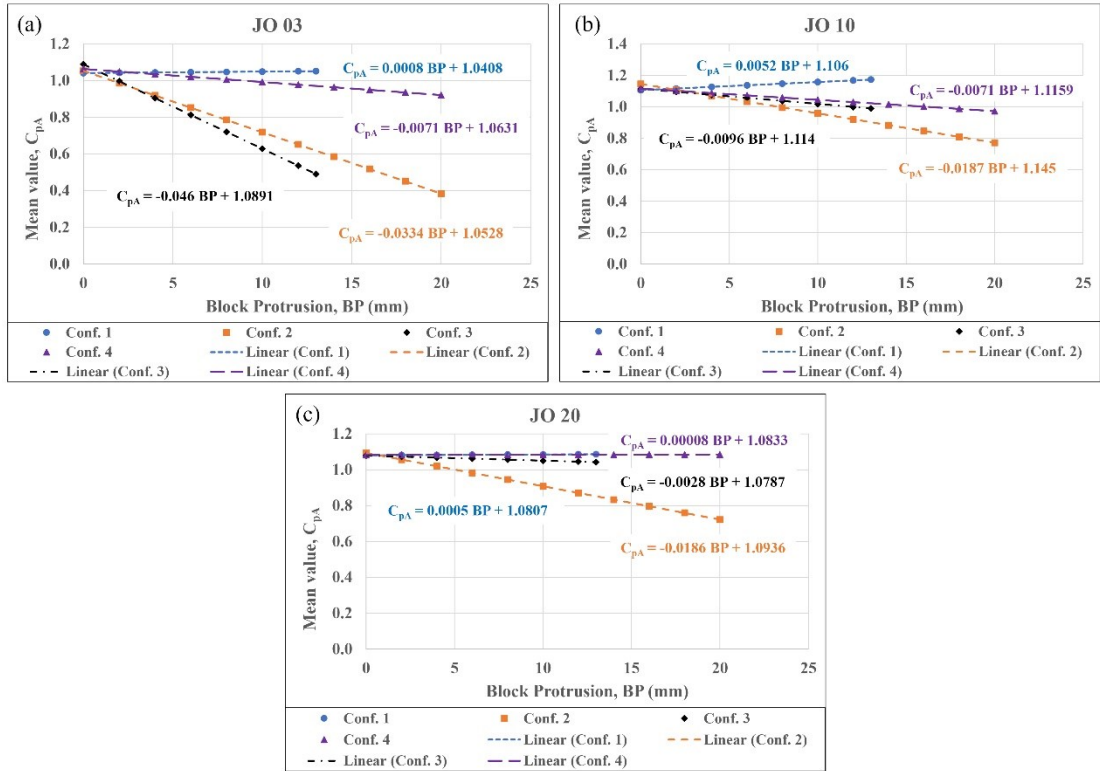 (a)
JO 03
1.2
1.0
0.8
0.6
0.4
0.2
0.0
Mean value, CpA
CpA = 0.0008 BP + 1.0408
CpA = -0.0071 BP + 1.0631
CpA = -0.046 BP + 1.0891
CpA = -0.0334 BP + 1.0528
0 5 10 15 20 25
Block Protrusion, BP (mm)
Conf. 1 Conf. 2 Conf. 3
Conf. 4 Linear (Conf. 1) Linear (Conf. 2)
Linear (Conf. 3) Linear (Conf. 4)
(b)
JO 10
1.4
1.2
1.0
0.8
0.6
0.4
0.2
0.0
Mean value, CpA
CpA = 0.0052 BP + 1.106
CpA = -0.0071 BP + 1.1159
CpA = -0.0096 BP + 1.114
CpA = -0.0187 BP + 1.145
0 5 10 15 20 25
Block Protrusion, BP (mm)
Conf. 1 Conf. 2 Conf. 3
Conf. 4 Linear (Conf. 1) Linear (Conf. 2)
Linear (Conf. 3) Linear (Conf. 4)
(c)
JO 20
1.2
1.0
0.8
0.6
0.4
0.2
0.0
Mean value, CpA
CpA = 0.00008 BP + 1.0833
CpA = -0.0028 BP + 1.0787
CpA = 0.0005 BP + 1.0807
CpA = -0.0186 BP + 1.0936
0 5 10 15 20 25
Block Protrusion, BP (mm)
Conf. 1 Conf. 2 Conf. 3
Conf. 4 Linear (Conf. 1) Linear (Conf. 2)
Linear (Conf. 3) Linear (Conf. 4)